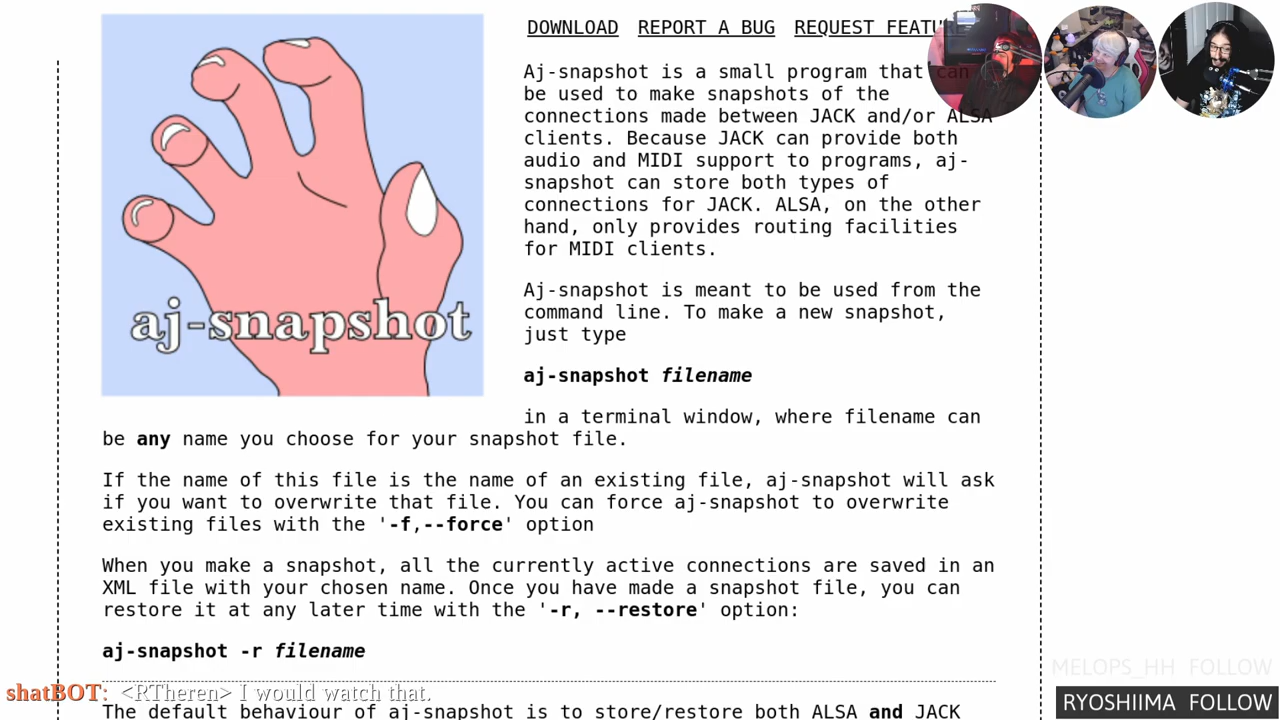 DOWNLOAD REPORT A BUG REQUEST FEATU
Aj-snapshot is a small program that can
be used to make snapshots of the
connections made between JACK and/or ALSA
clients. Because JACK can provide both
audio and MIDI support to programs, aj-
snapshot can store both types of
connections for JACK. ALSA, on the other
hand, only provides routing facilities
for MIDI clients.
Aj-snapshot is meant to be used from the
command line. To make a new snapshot,
just type
aj-snapshot filename
in a terminal window, where filename can
be any name you choose for your snapshot file.
aj-snapshot
If the name of this file is the name of an existing file, aj-snapshot will ask
if you want to overwrite that file. You can force aj-snapshot to overwrite
existing files with the '-f,--force' option
When you make a snapshot, all the currently active connections are saved in an
XML file with your chosen name. Once you have made a snapshot file, you can
restore it at any later time with the '-r, --restore' option:
aj-snapshot -r filename
The default behaviour of aj-snapshot is to store/restore both ALSA and JACK
shatBOT: <RTheren> I would watch that.
MELOPS_HH FOLLOW
RYOSHIIMA FOLLOW